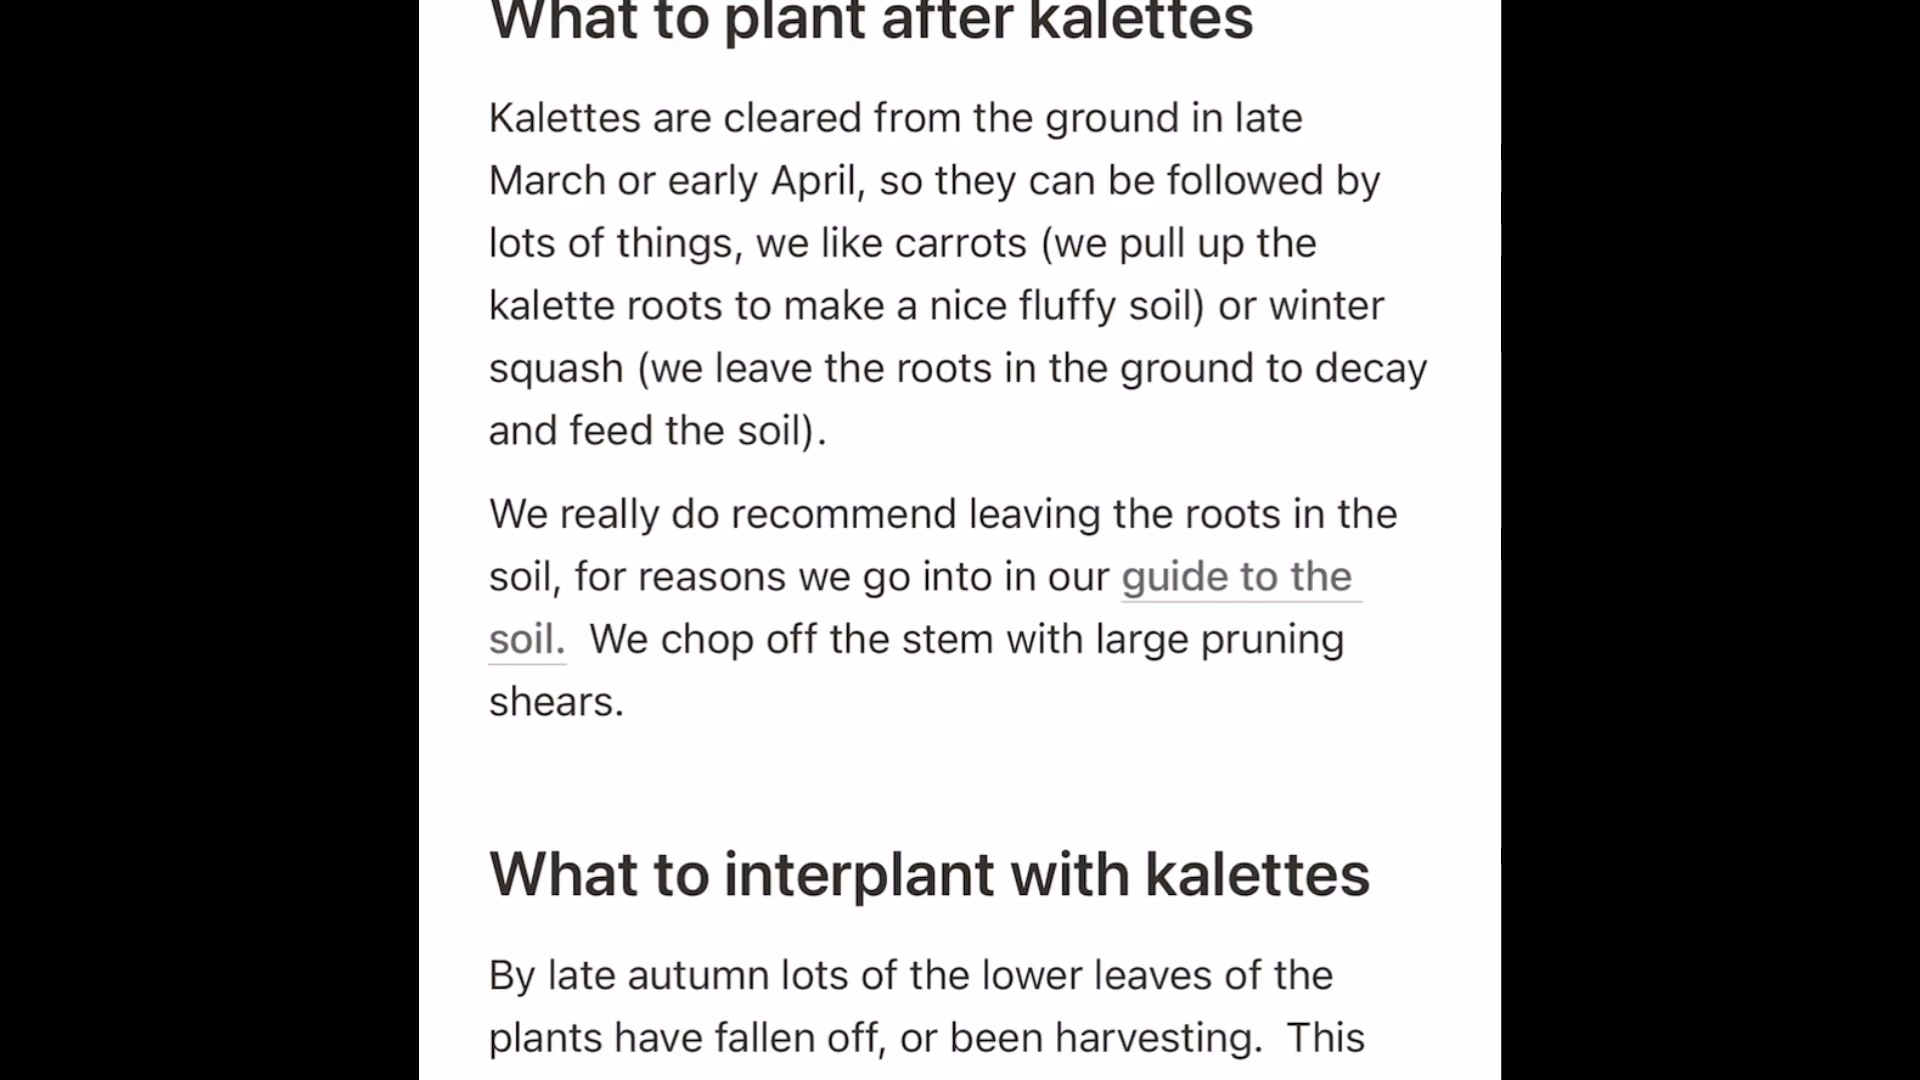 What to plant after kalettes
Kalettes are cleared from the ground in late
March or early April, so they can be followed by
lots of things, we like carrots (we pull up the
kalette roots to make a nice fluffy soil) or winter
squash (we leave the roots in the ground to decay
and feed the soil).
We really do recommend leaving the roots in the
soil, for reasons we go into in our guide to the
soil.  We chop off the stem with large pruning
shears.
What to interplant with kalettes
By late autumn lots of the lower leaves of the
plants have fallen off, or been harvesting.  This